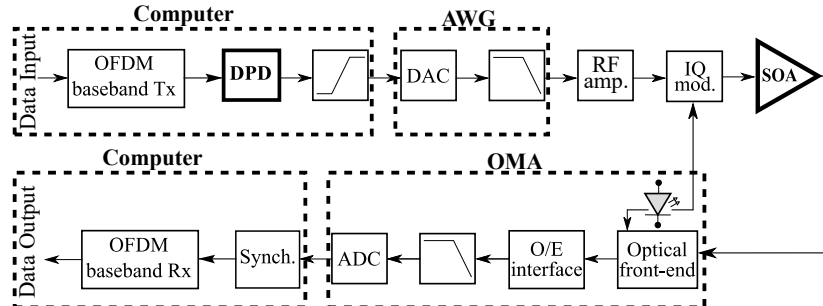 Computer
AWG
Data Input
OFDM
baseband Tx
DPD
DAC
RF
amp.
IQ
mod.
SOA
Computer
OMA
Data Output
OFDM
baseband Rx
Synch.
ADC
O/E
interface
Optical
front-end